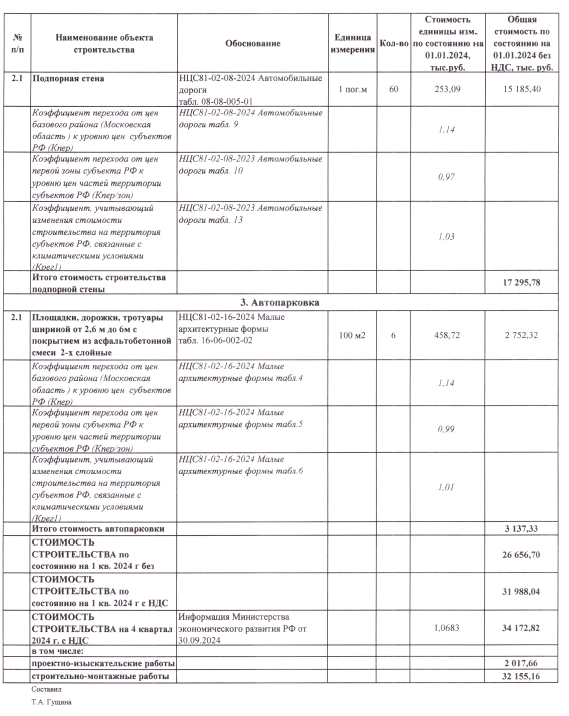 № п/п
Наименование объекта строительства
Обоснование
Единица измерения
Кол-во
Стоимость единицы изм. по состоянию на 01.01.2024, тыс.руб.
Общая стоимость по состоянию на 01.01.2024 без НДС, тыс. руб.
2.1 Подпорная стена НЦС81-02-08-2024 Автомобильные 1 пог.м 60 253,09 15 185,40
дороги
табл. 08-08-005-01
Коэффициент перехода от цен НЦС81-02-08-2024 Автомобильные
базового района (Московская дороги табл. 9 1,14
область ) к уровню цен субъектов
РФ (Кпер)
Коэффициент перехода от цен НЦС81-02-08-2023 Автомобильные
первой зоны субъекта РФ к дороги табл. 10 0,97
уровню цен частей территории
субъектов РФ (Кпер/зон)
Коэффициент, учитывающий НЦС81-02-08-2023 Автомобильные
изменения стоимости дороги табл. 13
строительства на территория 1,03
субъектов РФ, связанные с
климатическими условиями
(Крег1)
Итого стоимость строительства 17 295,78
подпорной стены
3. Автопарковка
2.1 Площадки, дорожки, тротуары НЦС81-02-16-2024 Малые
шириной от 2,6 м до 6м с архитектурные формы 100 м2 6 458,72 2 752,32
покрытием из асфальтобетонной табл. 16-06-002-02
смеси 2-х слойные
Коэффициент перехода от цен НЦС81-02-16-2024 Малые
базового района (Московская архитектурные формы табл.4 1,14
область ) к уровню цен субъектов
РФ (Кпер)
Коэффициент перехода от цен НЦС81-02-16-2024 Малые
первой зоны субъекта РФ к архитектурные формы табл.5 0,99
уровню цен частей территории
субъектов РФ (Кпер/зон)
Коэффициент, учитывающий НЦС81-02-16-2024 Малые
изменения стоимости архитектурные формы табл.6
строительства на территория 1,01
субъектов РФ, связанные с
климатическими условиями
(Крег1)
Итого стоимость автопарковки 3 137,33
СТОИМОСТЬ
СТРОИТЕЛЬСТВА по 26 656,70
состоянию на 1 кв. 2024 г без
СТОИМОСТЬ
СТРОИТЕЛЬСТВА по 31 988,04
состоянию на 1 кв. 2024 г с НДС
СТОИМОСТЬ Информация Министерства
СТРОИТЕЛЬСТВА на 4 квартал экономического развития РФ от 1,0683 34 172,82
2024 г. с НДС 30.09.2024
в том числе:
проектно-изыскательские работы 2 017,66
строительно-монтажные работы 32 155,16
Составил
Т.А. Гущина